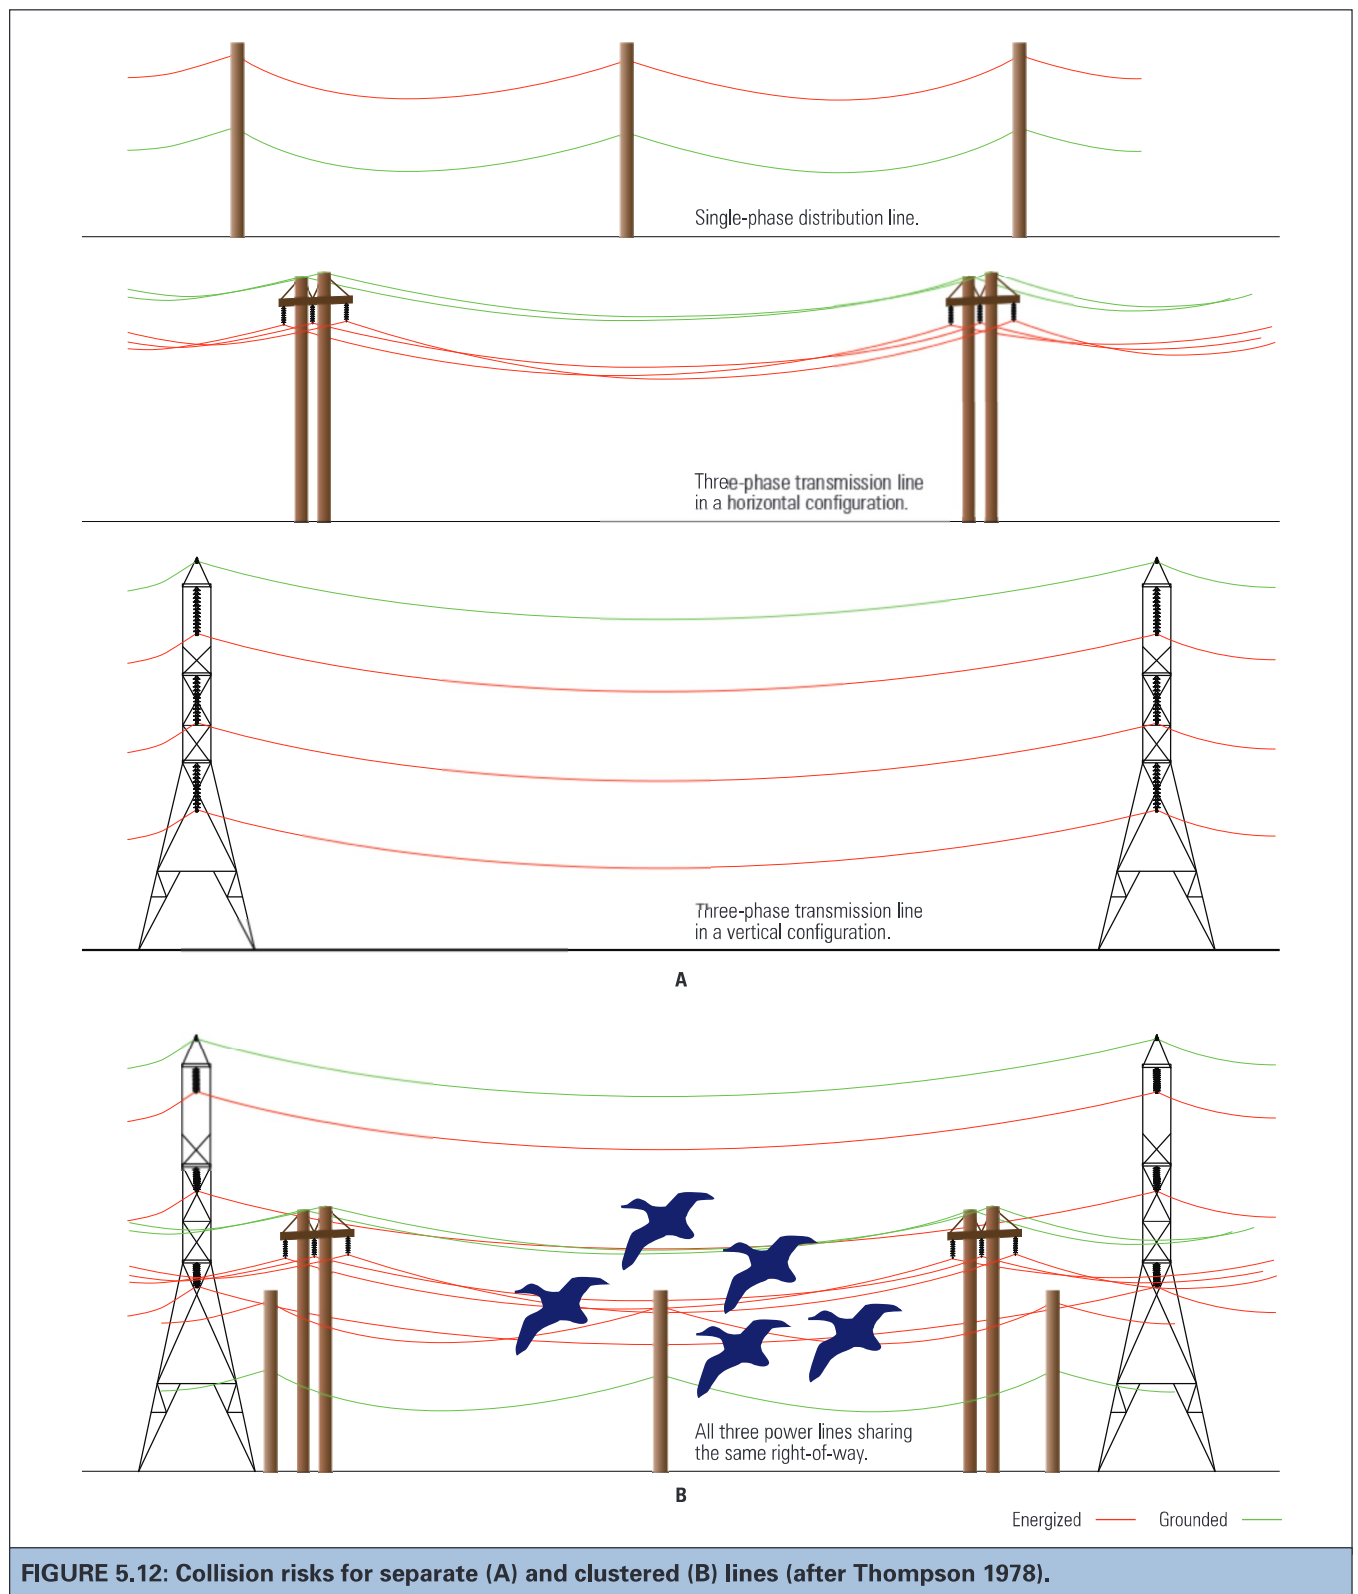 Single-phase distribution line.
Three-phase transmission line
in a horizontal configuration.
Three-phase transmission line
in a vertical configuration.
A
All three power lines sharing
the same right-of-way.
B
Energized
Grounded
FIGURE 5.12: Collision risks for separate (A) and clustered (B) lines (after Thompson 1978).